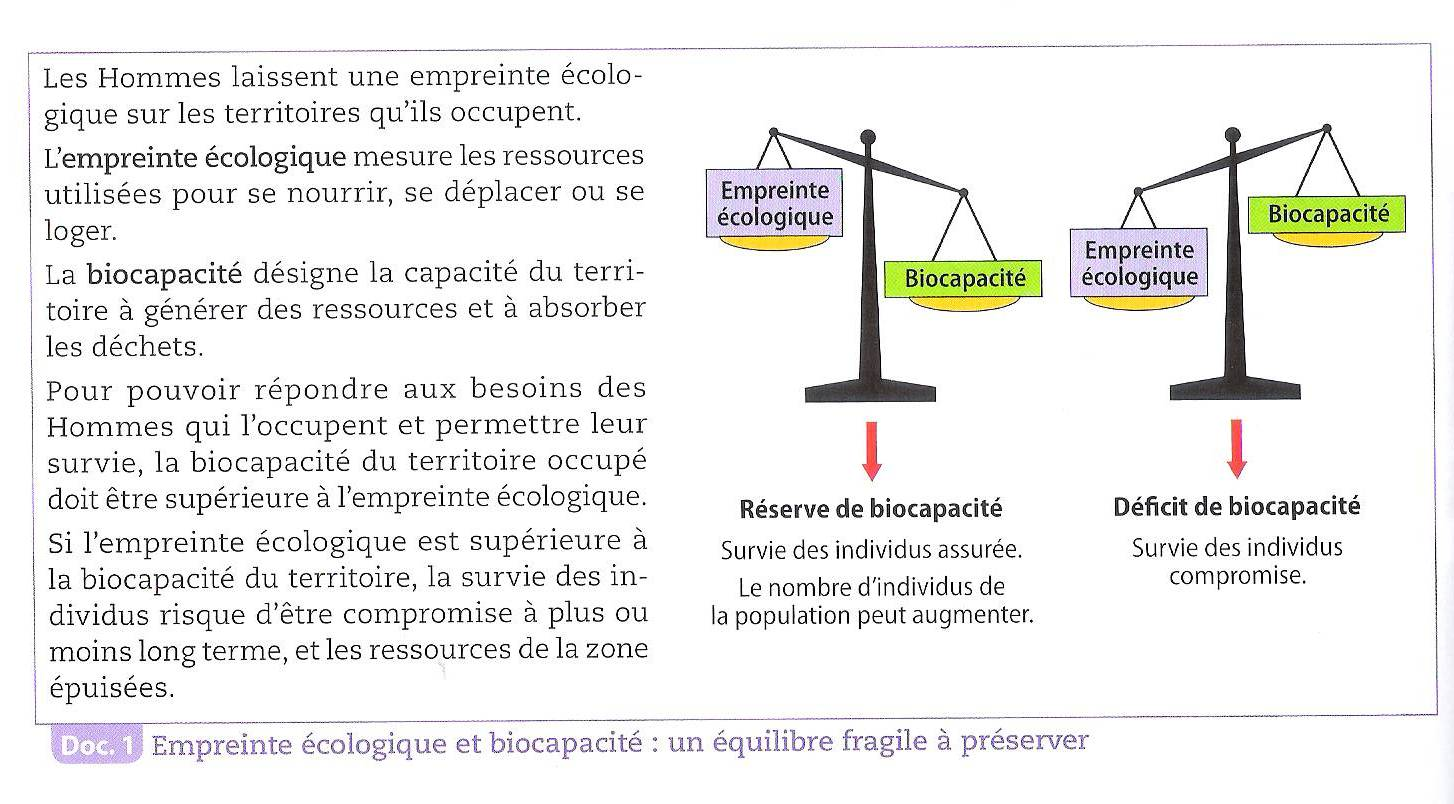 Les Hommes laissent une empreinte écolo-
gique sur les territoires qu'ils occupent.
L'empreinte écologique mesure les ressources
utilisées pour se nourrir, se déplacer ou se
loger.
La biocapacité désigne la capacité du terri-
toire à générer des ressources et à absorber
les déchets.
Pour pouvoir répondre aux besoins des
Hommes qui l'occupent et permettre leur
survie, la biocapacité du territoire occupé
doit être supérieure à l'empreinte écologique.
Si l'empreinte écologique est supérieure à
la biocapacité du territoire, la survie des in-
dividus risque d'être compromise à plus ou
moins long terme, et les ressources de la zone
épuisées.
Empreinte
écologique
Biocapacité
Réserve de biocapacité
Survie des individus assurée.
Le nombre d'individus de
la population peut augmenter.
Empreinte
écologique
Biocapacité
Déficit de biocapacité
Survie des individus
compromise.
Doc. 1 Empreinte écologique et biocapacité : un équilibre fragile à préserver